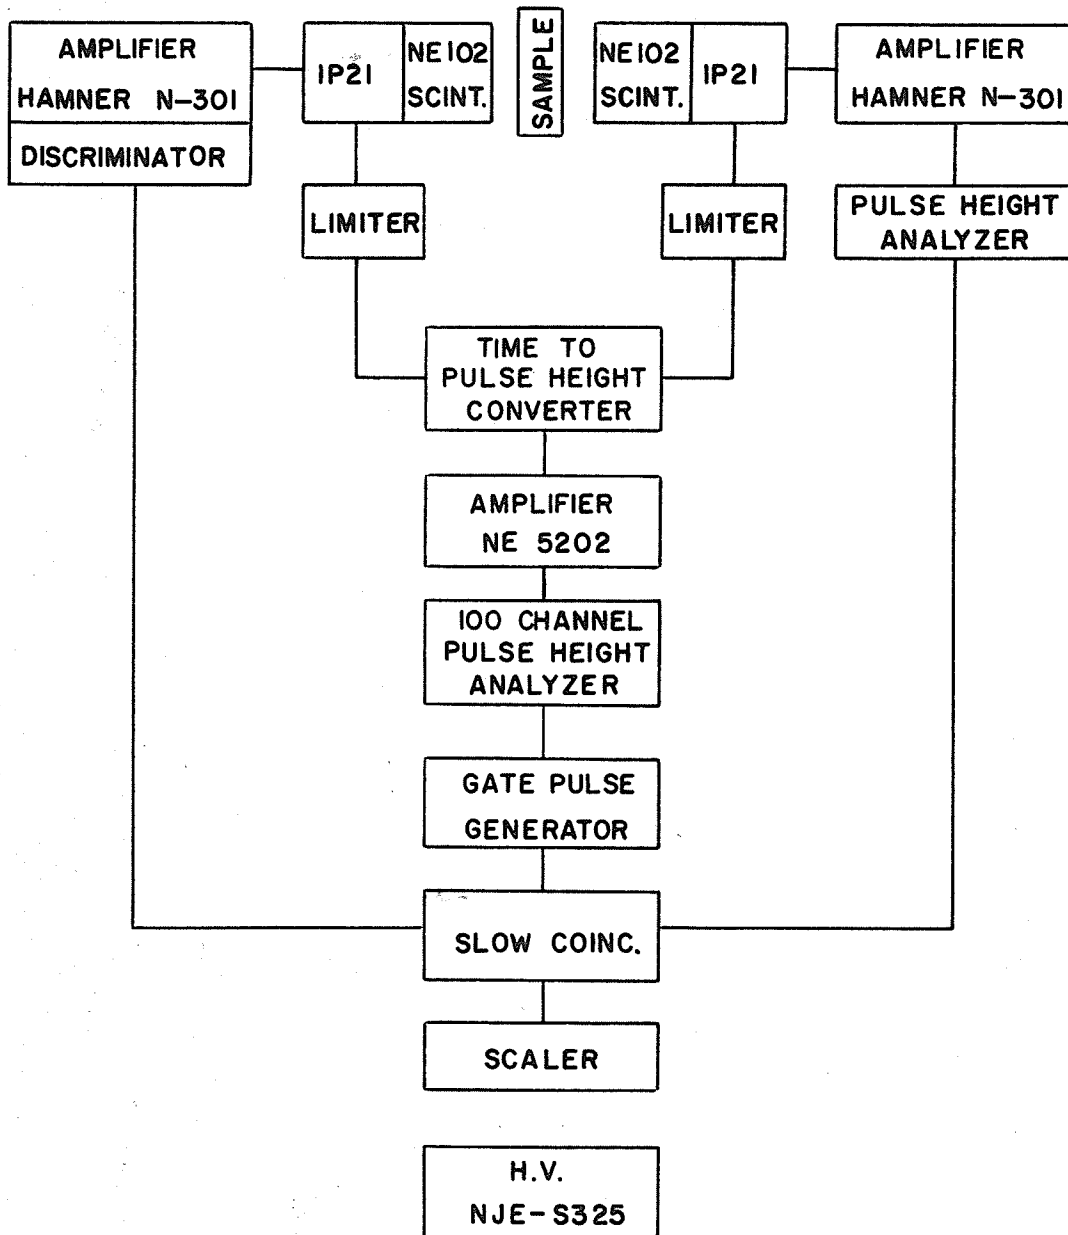 AMPLIFIER
HAMNER N-301
DISCRIMINATOR
1P21
NE102
SCINT.
SAMPLE
NE102
SCINT.
1P21
AMPLIFIER
HAMNER N-301
LIMITER
LIMITER
PULSE HEIGHT
ANALYZER
TIME TO
PULSE HEIGHT
CONVERTER
AMPLIFIER
NE 5202
100 CHANNEL
PULSE HEIGHT
ANALYZER
GATE PULSE
GENERATOR
SLOW COINC.
SCALER
H.V.
NJE-S325